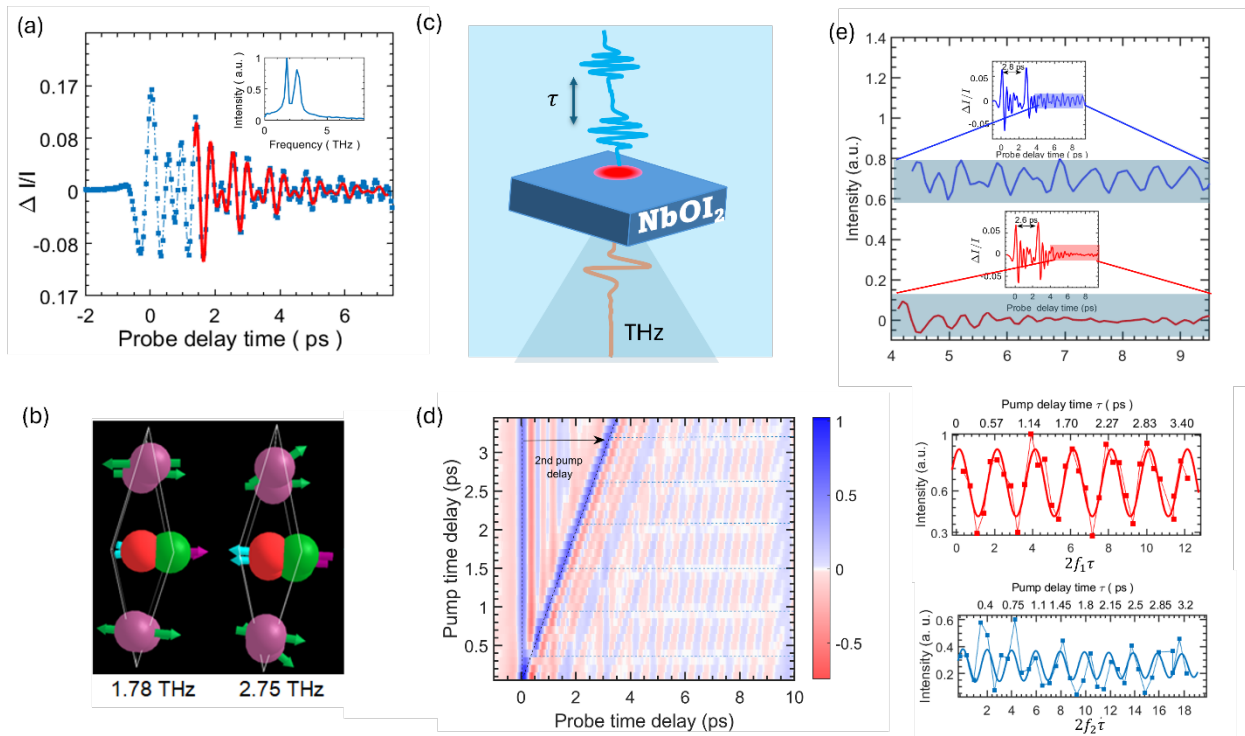 (a)
0.17
0.08
0
-0.08
0.17
Δ I/I
-2 0 2 4 6
Probe delay time ( ps )
Intensity ( a.u. )
1
0.5
0
0 5
Frequency ( THz )
(b)
1.78 THz 2.75 THz
(c)
τ
NbOI₂
THz
(d)
Pump time delay (ps)
3
2.5
2
1.5
1
0.5
2nd pump
delay
0 2 4 6 8 10
Probe time delay (ps)
1
0.5
0
-0.5
(e)
Intensity (a.u.)
1.4
1.2
1.0
0.8
0.6
0.4
0.2
0
4 5 6 7 8 9
2.8 ps
ΔI/I
0.05
0
-0.05
0 2 4 6 8
Probe delay time ( ps)
2.6 ps
ΔI/I
0.05
0
-0.05
0 2 4 6 8
Probe delay time (ps)
Pump delay time τ ( ps )
0 0.57 1.14 1.70 2.27 2.83 3.40
Intensity (a.u.)
1
0.6
0.3
0 2 4 6 8 10 12
2f₁τ
Pump delay time τ ( ps )
0.4 0.75 1.1 1.45 1.8 2.15 2.5 2.85 3.2
Intensity (a. u.)
0.6
0.4
0.2
2 4 6 8 10 12 14 16 18
2f₂τ